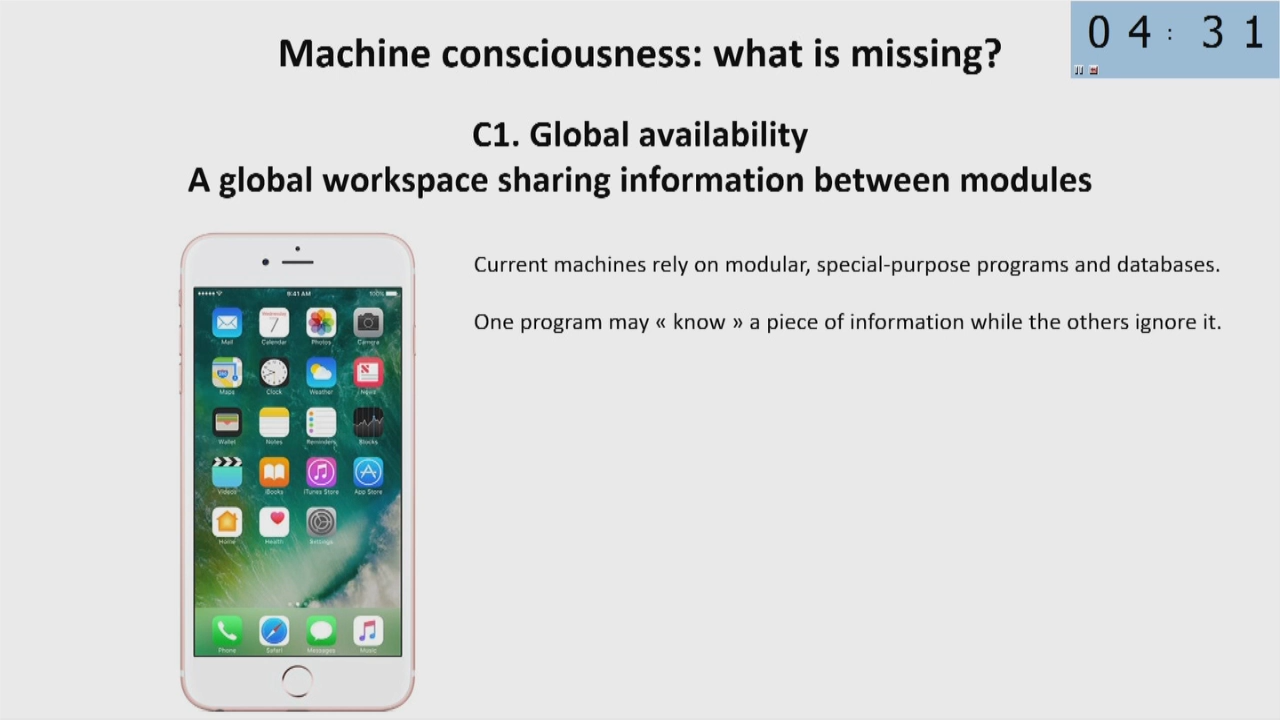 Machine consciousness: what is missing?
04:31
C1. Global availability
A global workspace sharing information between modules
Current machines rely on modular, special-purpose programs and databases.
One program may « know » a piece of information while the others ignore it.
9:41 AM
100%
Mail Calendar Photos Camera
Wednesday
7
Maps Clock Weather News
Wallet Notes Reminders Stocks
Videos iBooks iTunes Store App Store
Home Health Settings
Phone Safari Messages Music